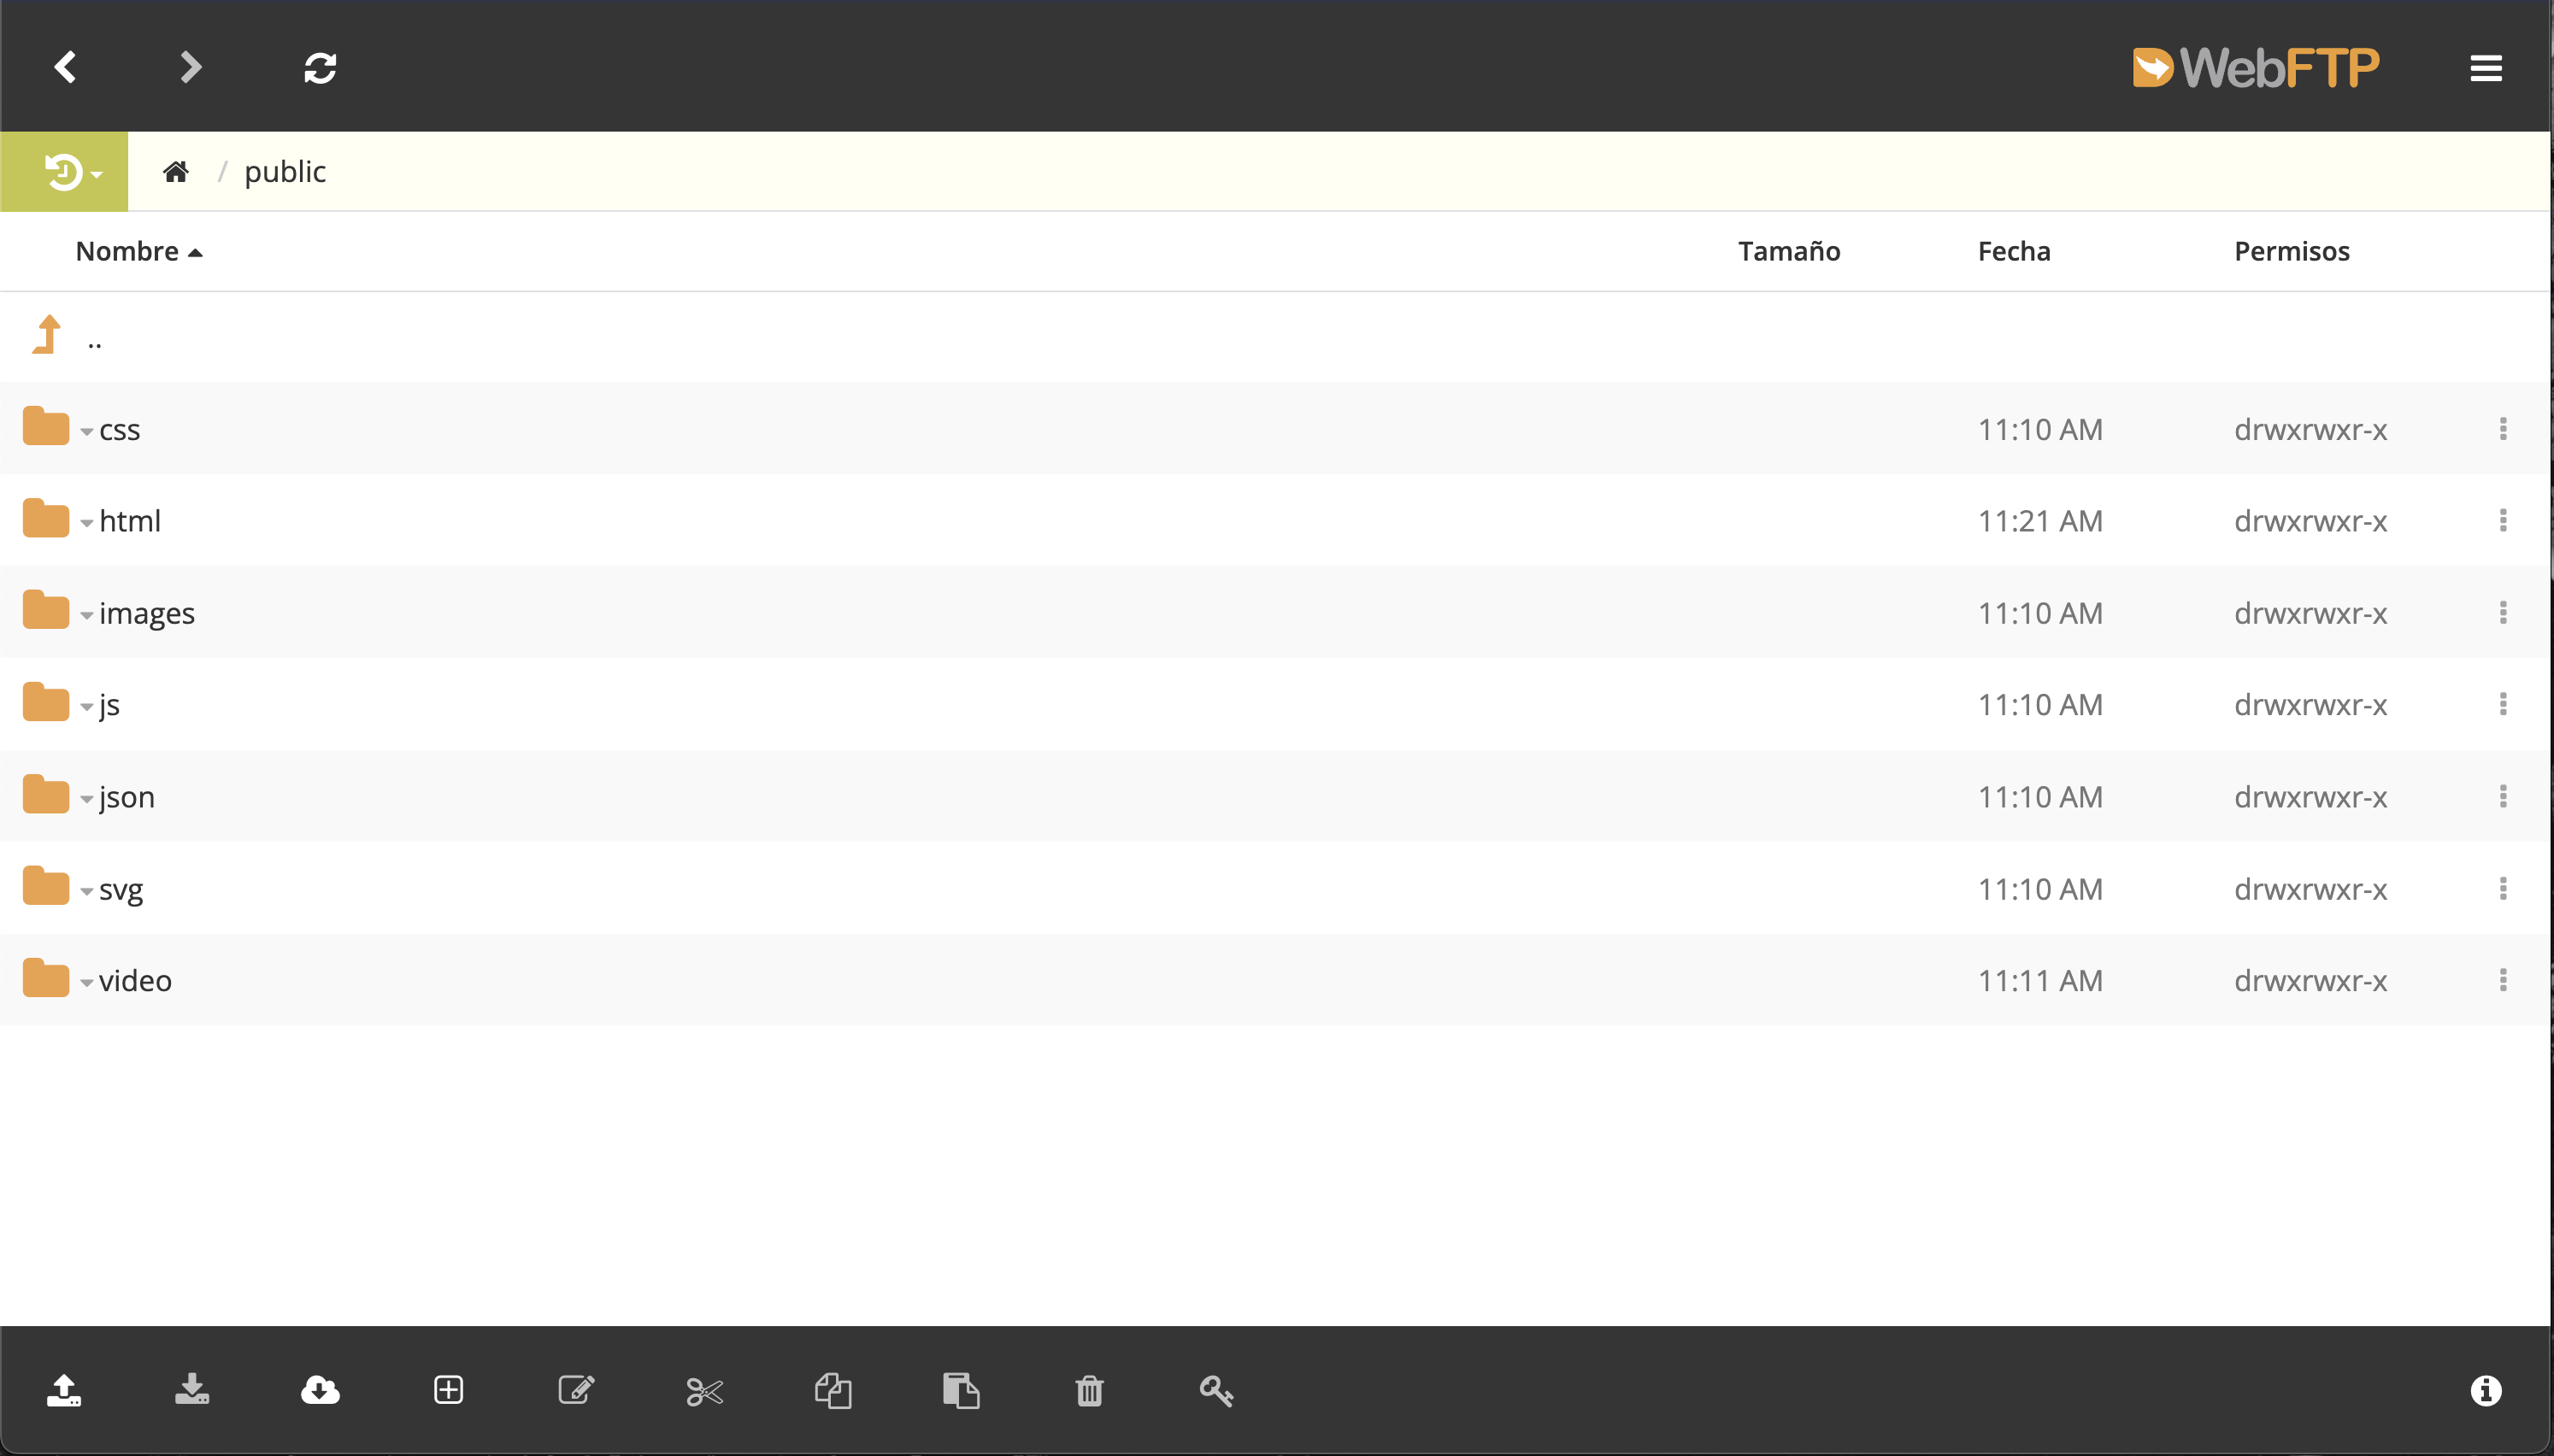 WebFTP
/ public
Nombre Tamaño Fecha Permisos
..
css 11:10 AM drwxrwxr-x
html 11:21 AM drwxrwxr-x
images 11:10 AM drwxrwxr-x
js 11:10 AM drwxrwxr-x
json 11:10 AM drwxrwxr-x
svg 11:10 AM drwxrwxr-x
video 11:11 AM drwxrwxr-x